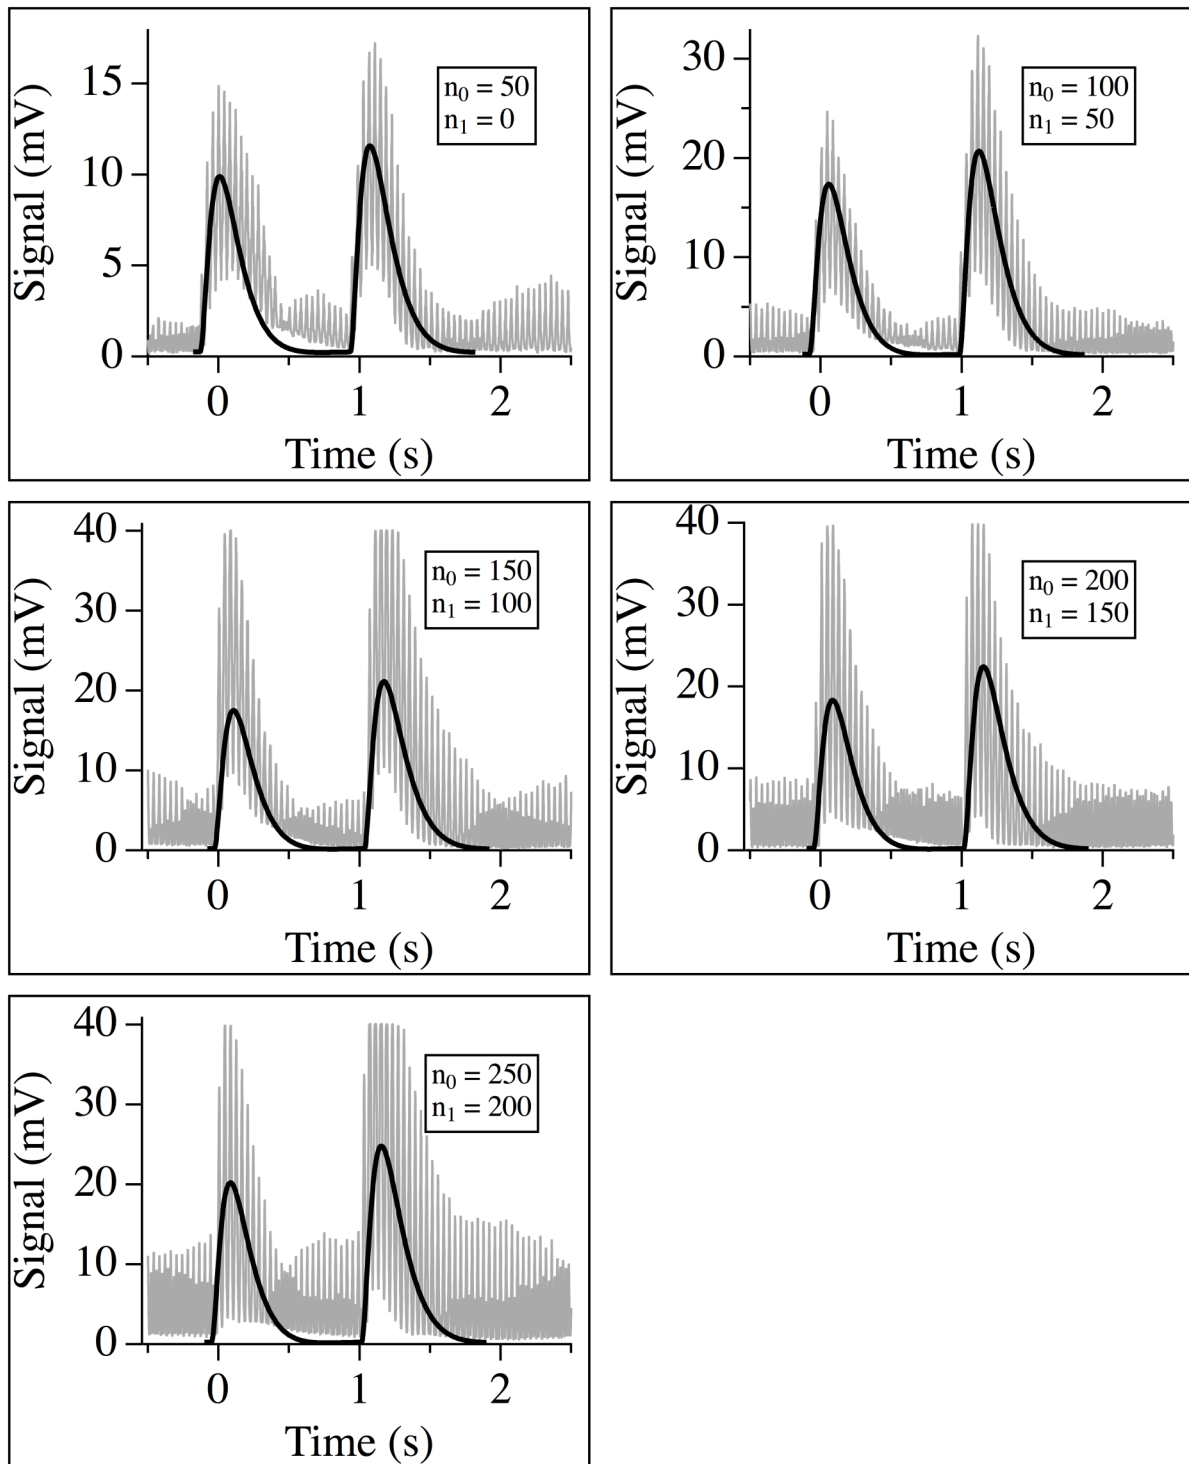 Signal (mV)
15
10
5
0
n0 = 50
n1 = 0
0 1 2
Time (s)
Signal (mV)
30
20
10
0
n0 = 100
n1 = 50
0 1 2
Time (s)
Signal (mV)
40
30
20
10
0
n0 = 150
n1 = 100
0 1 2
Time (s)
Signal (mV)
40
30
20
10
0
n0 = 200
n1 = 150
0 1 2
Time (s)
Signal (mV)
40
30
20
10
0
n0 = 250
n1 = 200
0 1 2
Time (s)